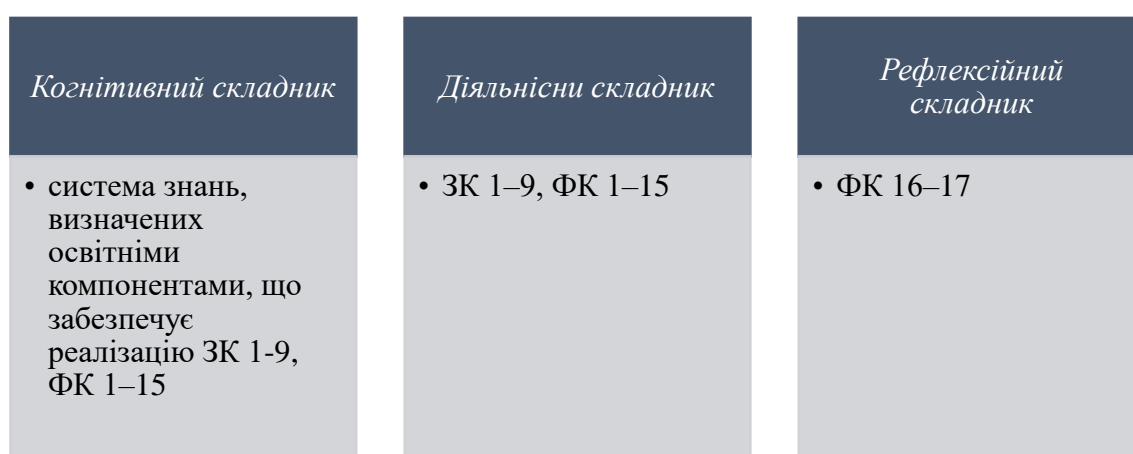 Когнітивний складник
• система знань,
визначених
освітніми
компонентами, що
забезпечує
реалізацію ЗК 1-9,
ФК 1–15
Діяльнісни складник
• ЗК 1–9, ФК 1–15
Рефлексійний
складник
• ФК 16–17